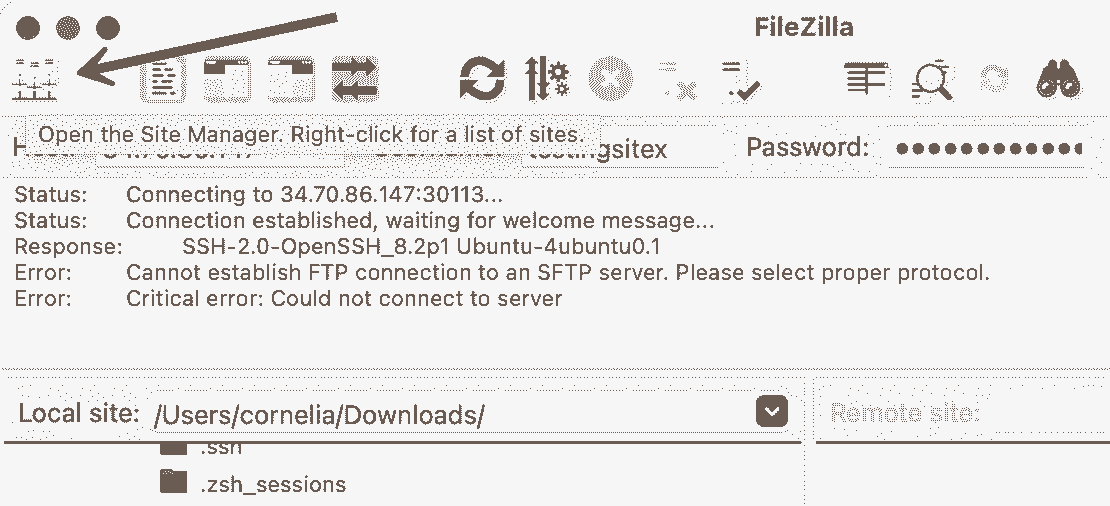 FileZilla
Open the Site Manager. Right-click for a list of sites.
testingsitex
Password:
Status: Connecting to 34.70.86.147:30113...
Status: Connection established, waiting for welcome message...
Response: SSH-2.0-OpenSSH_8.2p1 Ubuntu-4ubuntu0.1
Error: Cannot establish FTP connection to an SFTP server. Please select proper protocol.
Error: Critical error: Could not connect to server
Local site: /Users/cornelia/Downloads/
Remote site:
.ssh
.zsh_sessions